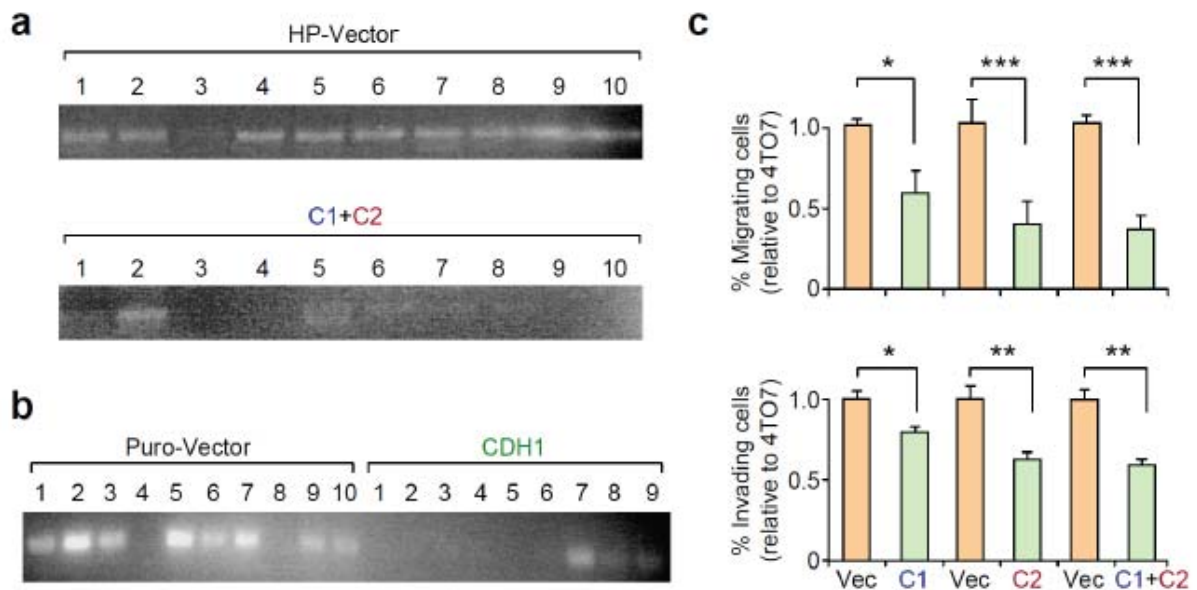 a
HP-Vector
1 2 3 4 5 6 7 8 9 10
C1+C2
1 2 3 4 5 6 7 8 9 10
b
Puro-Vector CDH1
1 2 3 4 5 6 7 8 9 10 1 2 3 4 5 6 7 8 9
c
* *** ***
% Migrating cells
(relative to 4TO7)
1.0
0.5
0
* ** **
% Invading cells
(relative to 4TO7)
1.0
0.5
0
Vec C1 Vec C2 Vec C1+C2